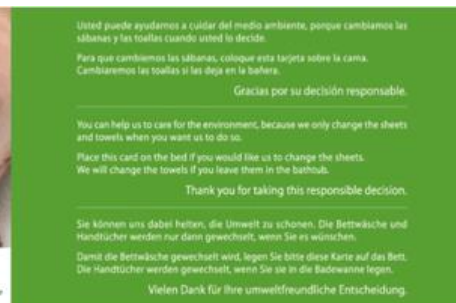 Usted puede ayudarnos a cuidar del medio ambiente, porque cambiamos las
sábanas y las toallas cuando usted lo decide.
Para que cambiemos las sábanas, coloque esta tarjeta sobre la cama.
Cambiaremos las toallas si las deja en la bañera.
Gracias por su decisión responsable.
You can help us to care for the environment, because we only change the sheets
and towels when you want us to do so.
Place this card on the bed if you would like us to change the sheets.
We will change the towels if you leave them in the bathtub.
Thank you for taking this responsible decision.
Sie können uns dabei helfen, die Umwelt zu schonen. Die Bettwäsche und
Handtücher werden nur dann gewechselt, wenn Sie es wünschen.
Damit die Bettwäsche gewechselt wird, legen Sie bitte diese Karte auf das Bett.
Die Handtücher werden gewechselt, wenn Sie sie in die Badewanne legen.
Vielen Dank für Ihre umweltfreundliche Entscheidung.